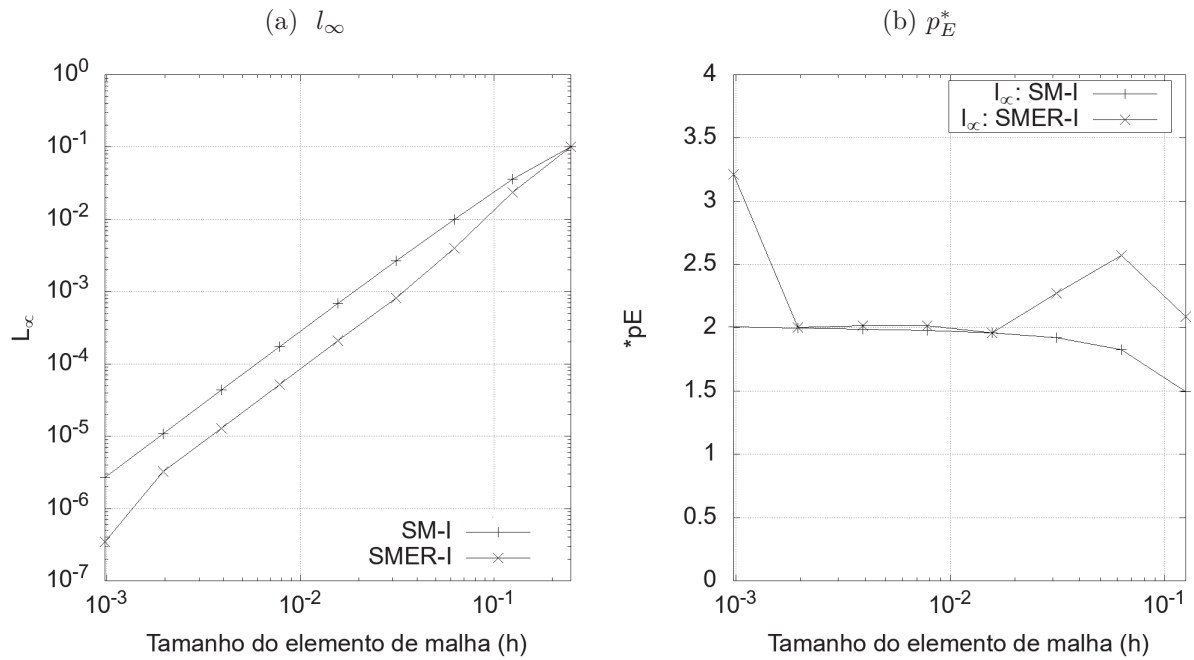 (a) l∞
(b) p*E
10^0
10^-1
10^-2
10^-3
10^-4
10^-5
10^-6
10^-7
L∝
SM-I
SMER-I
10^-3
10^-2
10^-1
Tamanho do elemento de malha (h)
4
3.5
3
2.5
2
1.5
1
0.5
0
*pE
l∝: SM-I
l∝: SMER-I
10^-3
10^-2
10^-1
Tamanho do elemento de malha (h)